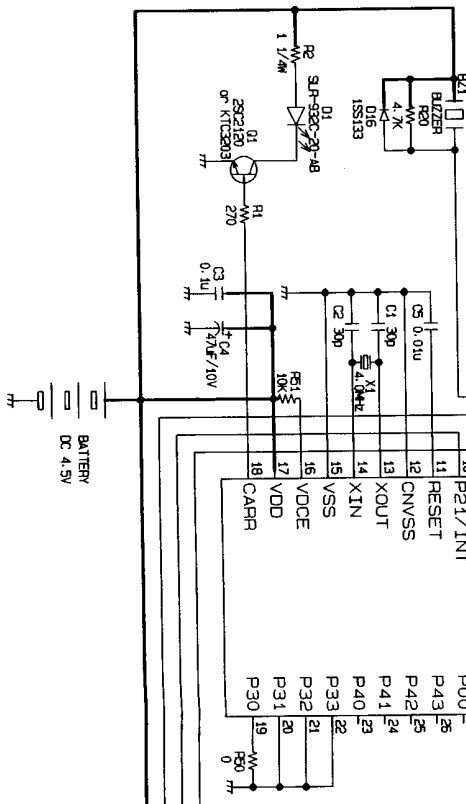 R2
1 1/4W
SLR-932C-20-AB
D1
2SC2120
or KTC3203
Q1
R1
270
BZ1
BUZZER
R20
4.7K
D16
1SS133
C3
0.1u
C4
+
47uF/10V
C2 30p
C1 30p
C5 0.01u
X1
4.0MHz
R51
10K
BATTERY
DC 4.5V
18
17
16
15
14
13
12
11
10
CARR
VDD
VDCE
VSS
XIN
XOUT
CNVSS
RESET
P21/INT
P30
P31
P32
P33
P40
P41
P42
P43
P00
19
20
21
22
23
24
25
26
R50
0